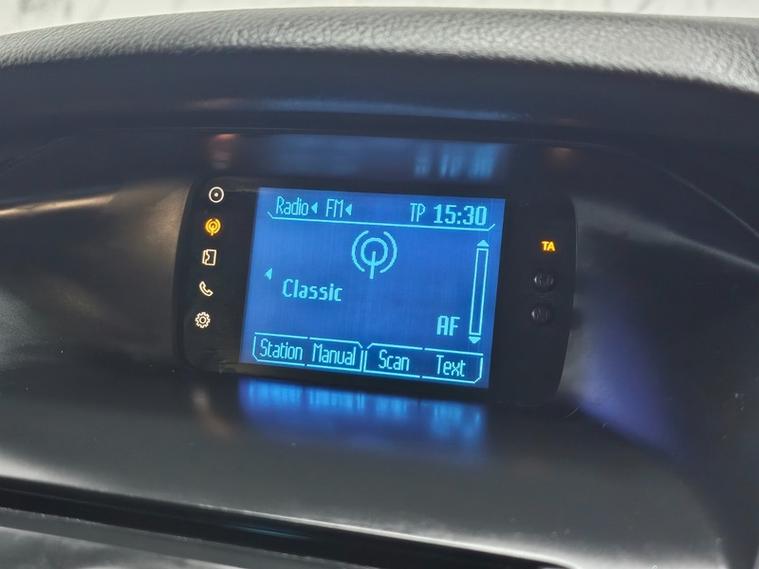 Radio FM TP 15:30
TA
Classic
AF
Station Manual Scan Text